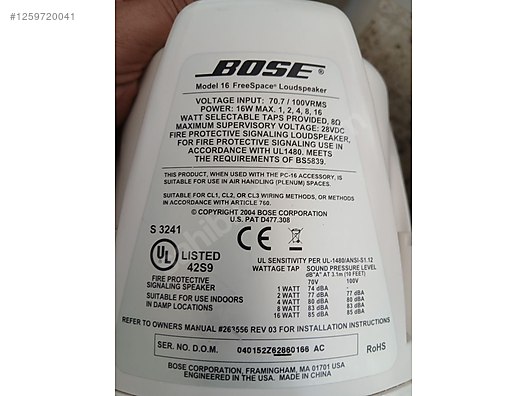 #1259720041
BOSE®
Model 16 FreeSpace® Loudspeaker
VOLTAGE INPUT: 70.7 / 100VRMS
POWER: 16W MAX. 1, 2, 4, 8, 16
WATT SELECTABLE TAPS PROVIDED, 8Ω
MAXIMUM SUPERVISORY VOLTAGE: 28VDC
FIRE PROTECTIVE SIGNALING LOUDSPEAKER,
FOR FIRE PROTECTIVE SIGNALING USE IN
ACCORDANCE WITH UL1480. MEETS
THE REQUIREMENTS OF BS5839.
THIS PRODUCT, WHEN USED WITH THE PC-16 ACCESSORY, IS
SUITABLE FOR USE IN AIR HANDLING (PLENUM) SPACES.
SUITABLE FOR CL1, CL2, OR CL3 WIRING METHODS, OR METHODS
IN ACCORDANCE WITH ARTICLE 760.
© COPYRIGHT 2004 BOSE CORPORATION
U.S. PAT D477.308
S 3241
UL LISTED
42S9
CE
FIRE PROTECTIVE
SIGNALING SPEAKER
SUITABLE FOR USE INDOORS
IN DAMP LOCATIONS
UL SENSITIVITY PER UL-1480/ANSI-S1.12
WATTAGE TAP SOUND PRESSURE LEVEL
dB"A" AT 3.1m (10 FEET)
70V 100V
1 WATT 74 dBA ---
2 WATT 77 dBA 77 dBA
4 WATT 80 dBA 80 dBA
8 WATT 83 dBA 83 dBA
16 WATT 85 dBA 85 dBA
REFER TO OWNERS MANUAL #263556 REV 03 FOR INSTALLATION INSTRUCTIONS
SER. NO. D.O.M. 040152Z62860166 AC
RoHS
BOSE CORPORATION, FRAMINGHAM, MA 01701 USA
ENGINEERED IN THE USA. MADE IN CHINA.